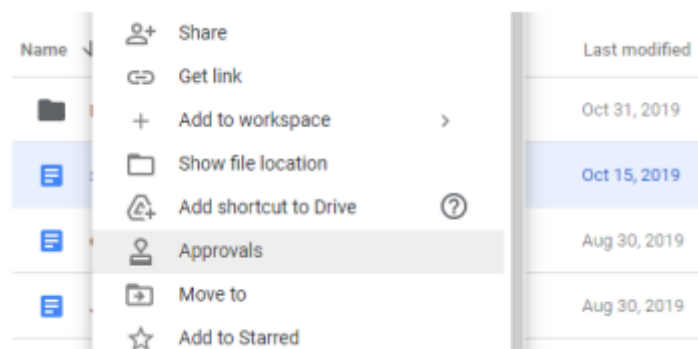 Share
Name
Last modified
Get link
Oct 31, 2019
Add to workspace
Show file location
Oct 15, 2019
Add shortcut to Drive
Approvals
Aug 30, 2019
Move to
Aug 30, 2019
Add to Starred